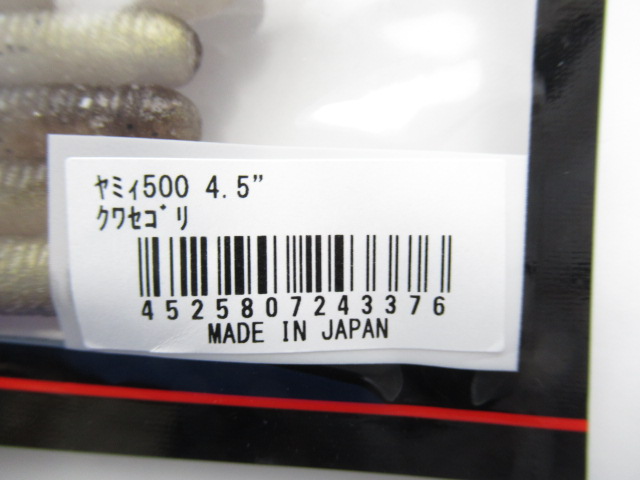 ﾔﾐｨ500 4.5”
ｸﾜｾｺﾞﾘ
4525807243376
MADE IN JAPAN